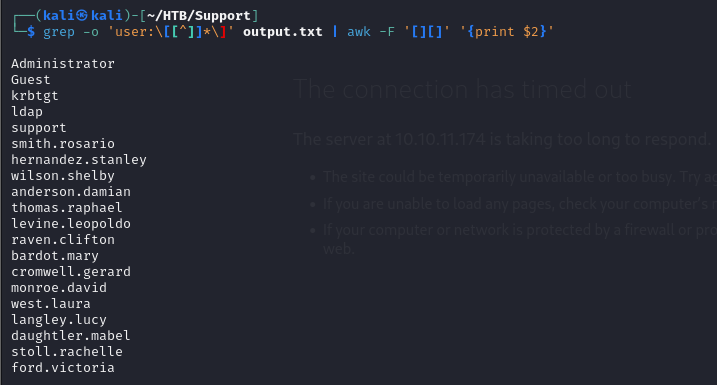 ┌──(kali㉿kali)-[~/HTB/Support]
└─$ grep -o 'user:\[[^]]*\]' output.txt | awk -F '[][]' '{print $2}'
Administrator
Guest
krbtgt
ldap
support
smith.rosario
hernandez.stanley
wilson.shelby
anderson.damian
thomas.raphael
levine.leopoldo
raven.clifton
bardot.mary
cromwell.gerard
monroe.david
west.laura
langley.lucy
daughtler.mabel
stoll.rachelle
ford.victoria
The connection has timed out
The server at 10.10.11.174 is taking too long to respond.
• The site could be temporarily unavailable or too busy. Try
• If you are unable to load any pages, check your computer's
• If your computer or network is protected by a firewall or
web.